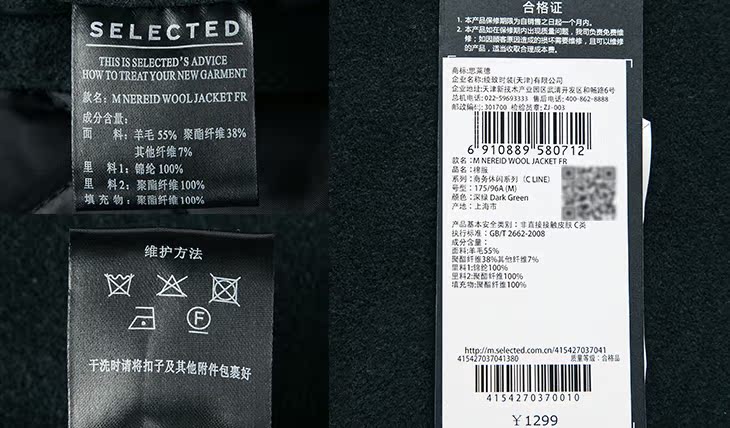 SELECTED
THIS IS SELECTED'S ADVICE
HOW TO TREAT YOUR NEW GARMENT
款名: M NEREID WOOL JACKET FR
成分含量:
面 料: 羊毛 55% 聚酯纤维 38%
其他纤维 7%
里 料1: 锦纶 100%
里 料2: 聚酯纤维 100%
填 充 物: 聚酯纤维 100%
维护方法
F
干洗时请将扣子及其他附件包裹好
合格证
1. 本产品保修期限为自销售之日起一个月内。
2. 本产品如在保修期内出现质量问题，我司负责免费维
修；如因顾客原因造成的损坏需要维修，且可以维修
的产品，适当收取合理成本费。
商标: 思莱德
企业名称: 绫致时装(天津)有限公司
企业地址: 天津新技术产业园区武清开发区和畅路6号
总机电话: 022-59693333 售后电话: 400-862-8888
邮政编码: 301700 检验员章: ZJ-003
6 910889 580712
款名: M NEREID WOOL JACKET FR
品名: 棉服
系列: 商务休闲系列 (C LINE)
号型: 175/96A (M)
颜色: 深绿 Dark Green
产地: 上海市
产品基本安全类别: 非直接接触皮肤 C类
执行标准: GB/T 2662-2008
成分含量:
面料:羊毛55%
聚酯纤维38%其他纤维7%
里料1:锦纶100%
里料2:聚酯纤维100%
填充物:聚酯纤维100%
http://m.selected.com.cn/415427037041
415427037041380 质量等级: 合格品
4154270370010
￥1299